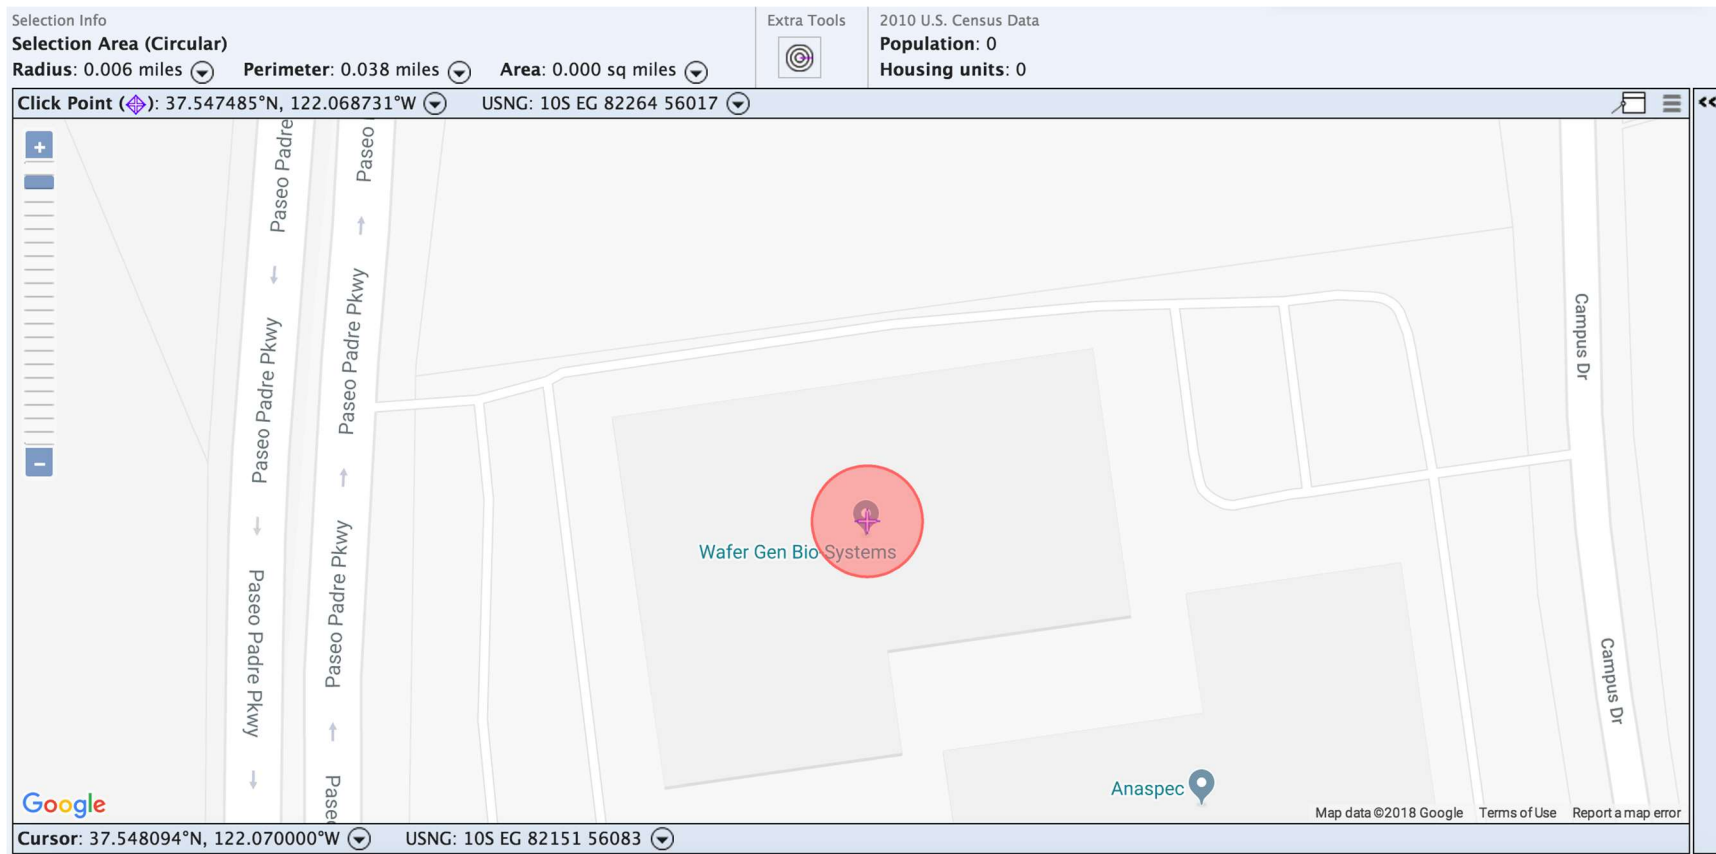 Selection Info
Selection Area (Circular)
Radius: 0.006 miles Perimeter: 0.038 miles Area: 0.000 sq miles
Extra Tools
2010 U.S. Census Data
Population: 0
Housing units: 0
Click Point ( ): 37.547485°N, 122.068731°W USNG: 10S EG 82264 56017
<<
+
Paseo Padre
Paseo
Paseo Padre Pkwy
Paseo Padre Pkwy
Campus Dr
Wafer Gen Bio Systems
−
Paseo Padre Pkwy
Paseo Padre Pkwy
Campus Dr
Anaspec
Google
Map data ©2018 Google Terms of Use Report a map error
Cursor: 37.548094°N, 122.070000°W USNG: 10S EG 82151 56083